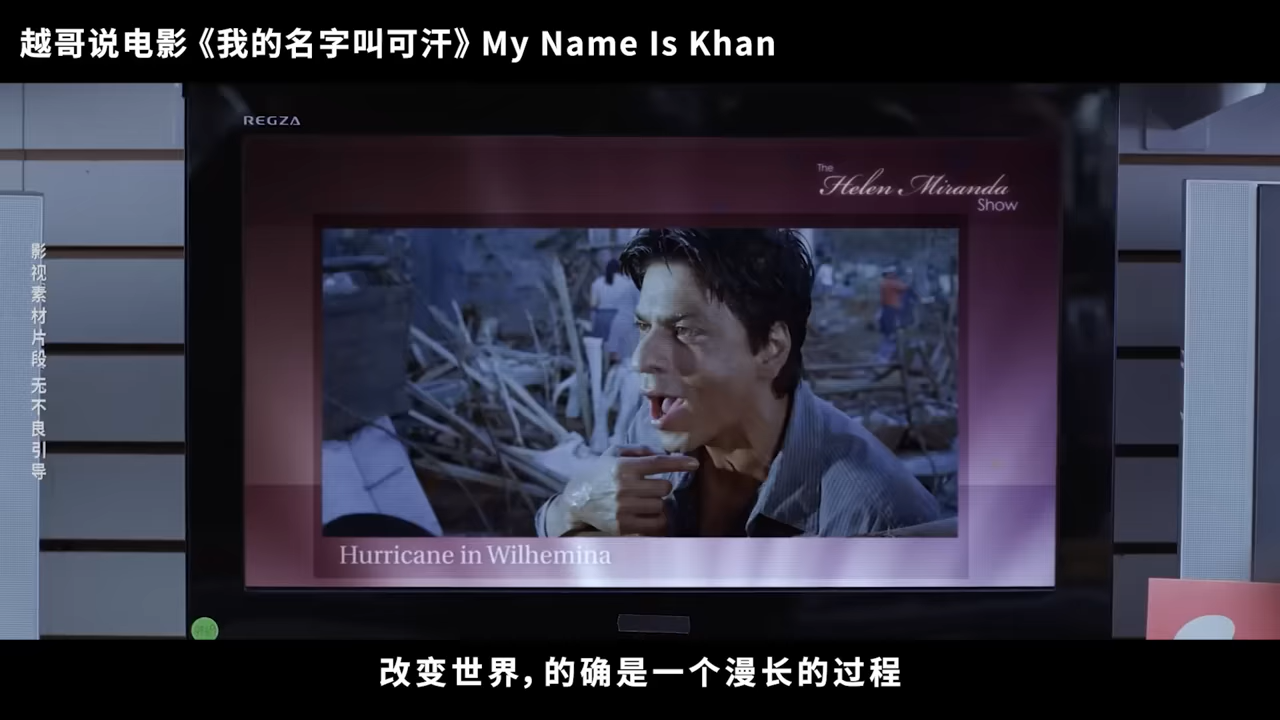 越哥说电影《我的名字叫可汗》My Name Is Khan
REGZA
The
Helen Miranda
Show
影视素材片段 无不良引导
Hurricane in Wilhemina
改变世界，的确是一个漫长的过程